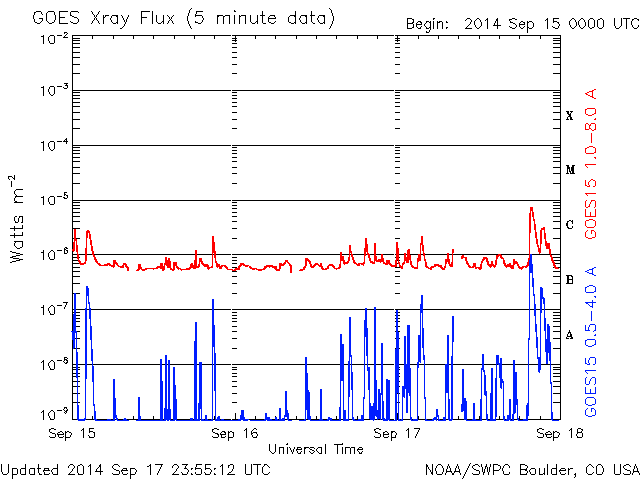 GOES Xray Flux (5 minute data)
Begin: 2014 Sep 15 0000 UTC
10⁻²
10⁻³
10⁻⁴
10⁻⁵
10⁻⁶
10⁻⁷
10⁻⁸
10⁻⁹
Watts m⁻²
X
M
C
B
A
GOES15 1.0–8.0 A
GOES15 0.5–4.0 A
Sep 15
Sep 16
Sep 17
Sep 18
Universal Time
Updated 2014 Sep 17 23:55:12 UTC
NOAA/SWPC Boulder, CO USA